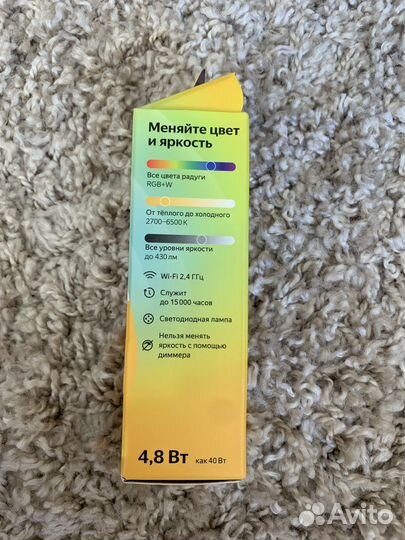 Меняйте цвет
и яркость
Все цвета радуги
RGB+W
От тёплого до холодного
2700–6500 К
Все уровни яркости
до 430 лм
Wi-Fi 2,4 ГГц
Служит
до 15 000 часов
Светодиодная лампа
Нельзя менять
яркость с помощью
диммера
4,8 Вт как 40 Вт
Avito